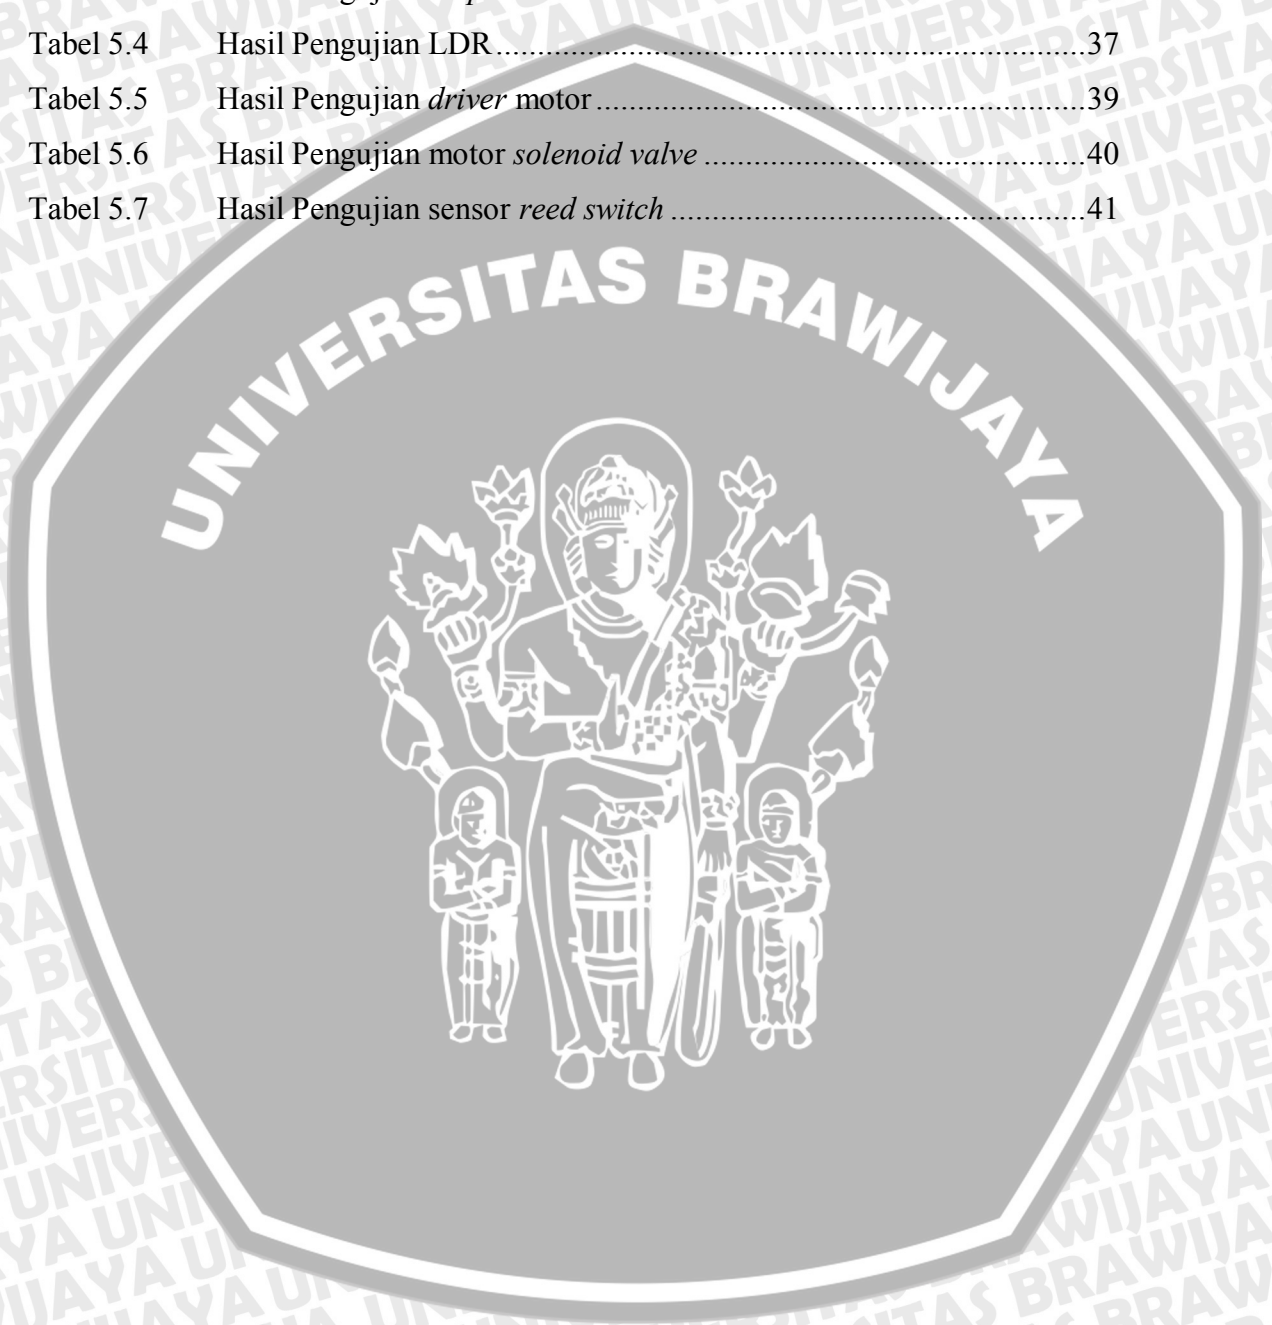 Tabel 5.4 Hasil Pengujian LDR.........................................................................37
Tabel 5.5 Hasil Pengujian driver motor............................................................39
Tabel 5.6 Hasil Pengujian motor solenoid valve...............................................40
Tabel 5.7 Hasil Pengujian sensor reed switch...................................................41
UNIVERSITAS BRAWIJAYA